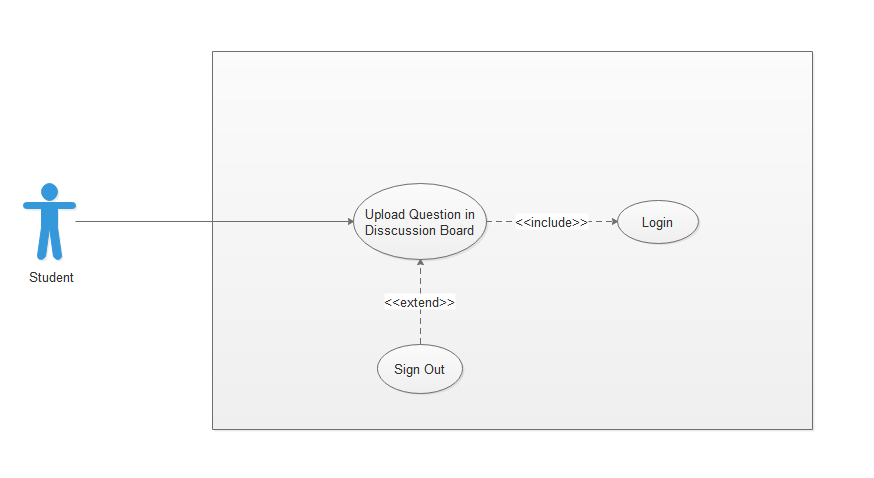 Upload Question in
Disscussion Board
<<include>>
Login
Student
<<extend>>
Sign Out